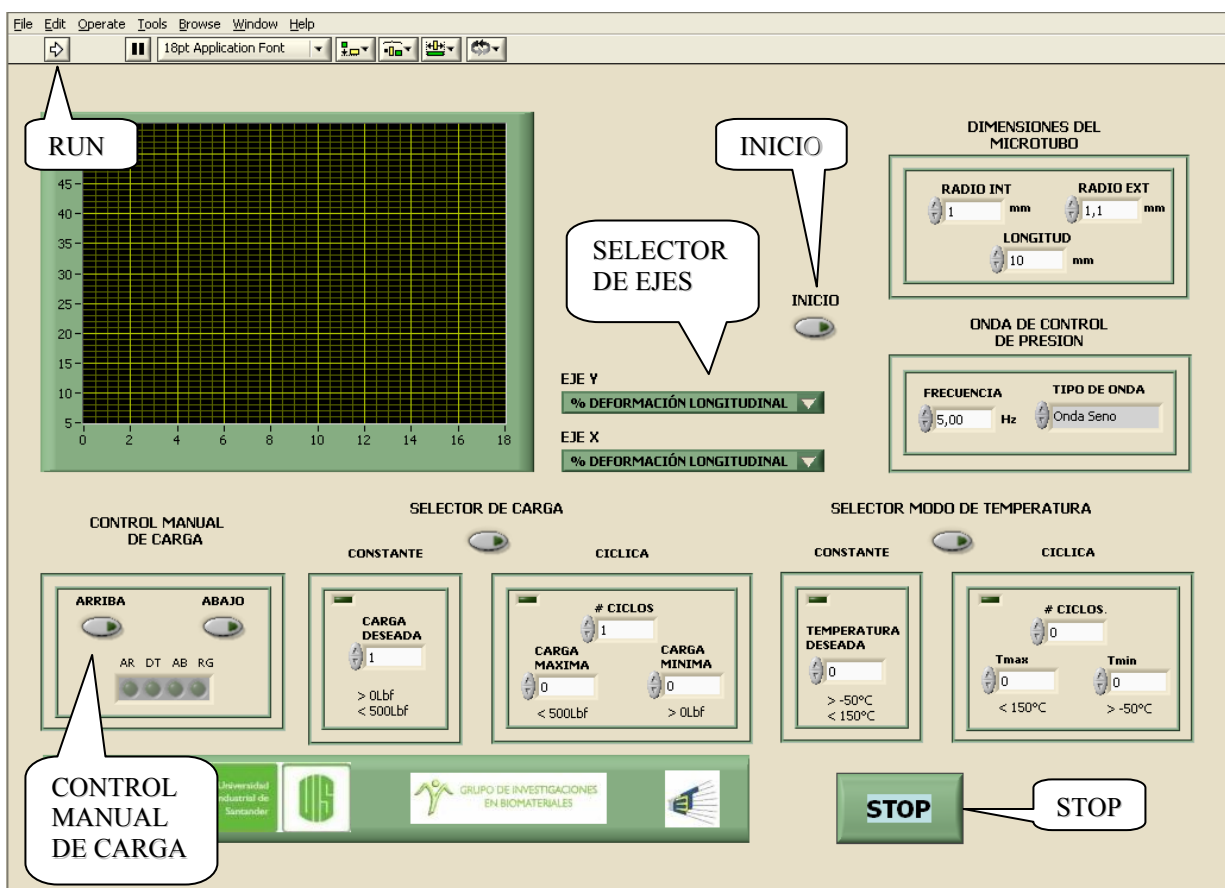 File Edit Operate Tools Browse Window Help
18pt Application Font
RUN
INICIO
SELECTOR
DE EJES
45
40
35
30
25
20
15
10
5
0 2 4 6 8 10 12 14 16 18
INICIO
EJE Y
% DEFORMACIÓN LONGITUDINAL
EJE X
% DEFORMACIÓN LONGITUDINAL
DIMENSIONES DEL
MICROTUBO
RADIO INT
1 mm
RADIO EXT
1,1 mm
LONGITUD
10 mm
ONDA DE CONTROL
DE PRESION
FRECUENCIA
5,00 Hz
TIPO DE ONDA
Onda Seno
CONTROL MANUAL
DE CARGA
ARRIBA ABAJO
AR DT AB RG
SELECTOR DE CARGA
CONSTANTE
CARGA
DESEADA
1
> 0Lbf
< 500Lbf
CICLICA
# CICLOS
1
CARGA
MAXIMA
0
< 500Lbf
CARGA
MINIMA
0
> 0Lbf
SELECTOR MODO DE TEMPERATURA
CONSTANTE
TEMPERATURA
DESEADA
0
> -50°C
< 150°C
CICLICA
# CICLOS.
0
Tmax
0
< 150°C
Tmin
0
> -50°C
CONTROL
MANUAL
DE CARGA
Universidad
Industrial de
Santander
UIS
GRUPO DE INVESTIGACIONES
EN BIOMATERIALES
STOP
STOP